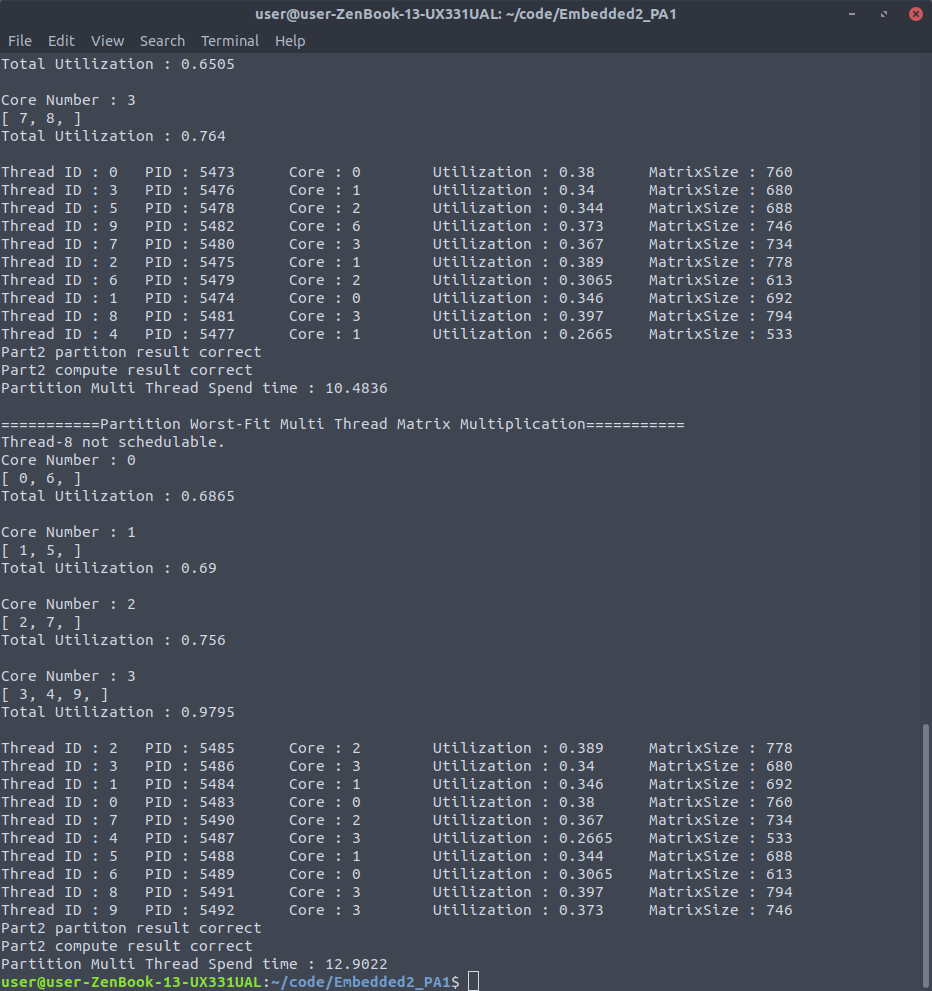 user@user-ZenBook-13-UX331UAL: ~/code/Embedded2_PA1
File Edit View Search Terminal Help
Total Utilization : 0.6505
Core Number : 3
[ 7, 8, ]
Total Utilization : 0.764
Thread ID : 0   PID : 5473      Core : 0        Utilization : 0.38      MatrixSize : 760
Thread ID : 3   PID : 5476      Core : 1        Utilization : 0.34      MatrixSize : 680
Thread ID : 5   PID : 5478      Core : 2        Utilization : 0.344     MatrixSize : 688
Thread ID : 9   PID : 5482      Core : 6        Utilization : 0.373     MatrixSize : 746
Thread ID : 7   PID : 5480      Core : 3        Utilization : 0.367     MatrixSize : 734
Thread ID : 2   PID : 5475      Core : 1        Utilization : 0.389     MatrixSize : 778
Thread ID : 6   PID : 5479      Core : 2        Utilization : 0.3065    MatrixSize : 613
Thread ID : 1   PID : 5474      Core : 0        Utilization : 0.346     MatrixSize : 692
Thread ID : 8   PID : 5481      Core : 3        Utilization : 0.397     MatrixSize : 794
Thread ID : 4   PID : 5477      Core : 1        Utilization : 0.2665    MatrixSize : 533
Part2 partiton result correct
Part2 compute result correct
Partition Multi Thread Spend time : 10.4836
===========Partition Worst-Fit Multi Thread Matrix Multiplication===========
Thread-8 not schedulable.
Core Number : 0
[ 0, 6, ]
Total Utilization : 0.6865
Core Number : 1
[ 1, 5, ]
Total Utilization : 0.69
Core Number : 2
[ 2, 7, ]
Total Utilization : 0.756
Core Number : 3
[ 3, 4, 9, ]
Total Utilization : 0.9795
Thread ID : 2   PID : 5485      Core : 2        Utilization : 0.389     MatrixSize : 778
Thread ID : 3   PID : 5486      Core : 3        Utilization : 0.34      MatrixSize : 680
Thread ID : 1   PID : 5484      Core : 1        Utilization : 0.346     MatrixSize : 692
Thread ID : 0   PID : 5483      Core : 0        Utilization : 0.38      MatrixSize : 760
Thread ID : 7   PID : 5490      Core : 2        Utilization : 0.367     MatrixSize : 734
Thread ID : 4   PID : 5487      Core : 3        Utilization : 0.2665    MatrixSize : 533
Thread ID : 5   PID : 5488      Core : 1        Utilization : 0.344     MatrixSize : 688
Thread ID : 6   PID : 5489      Core : 0        Utilization : 0.3065    MatrixSize : 613
Thread ID : 8   PID : 5491      Core : 3        Utilization : 0.397     MatrixSize : 794
Thread ID : 9   PID : 5492      Core : 3        Utilization : 0.373     MatrixSize : 746
Part2 partiton result correct
Part2 compute result correct
Partition Multi Thread Spend time : 12.9022
user@user-ZenBook-13-UX331UAL:~/code/Embedded2_PA1$